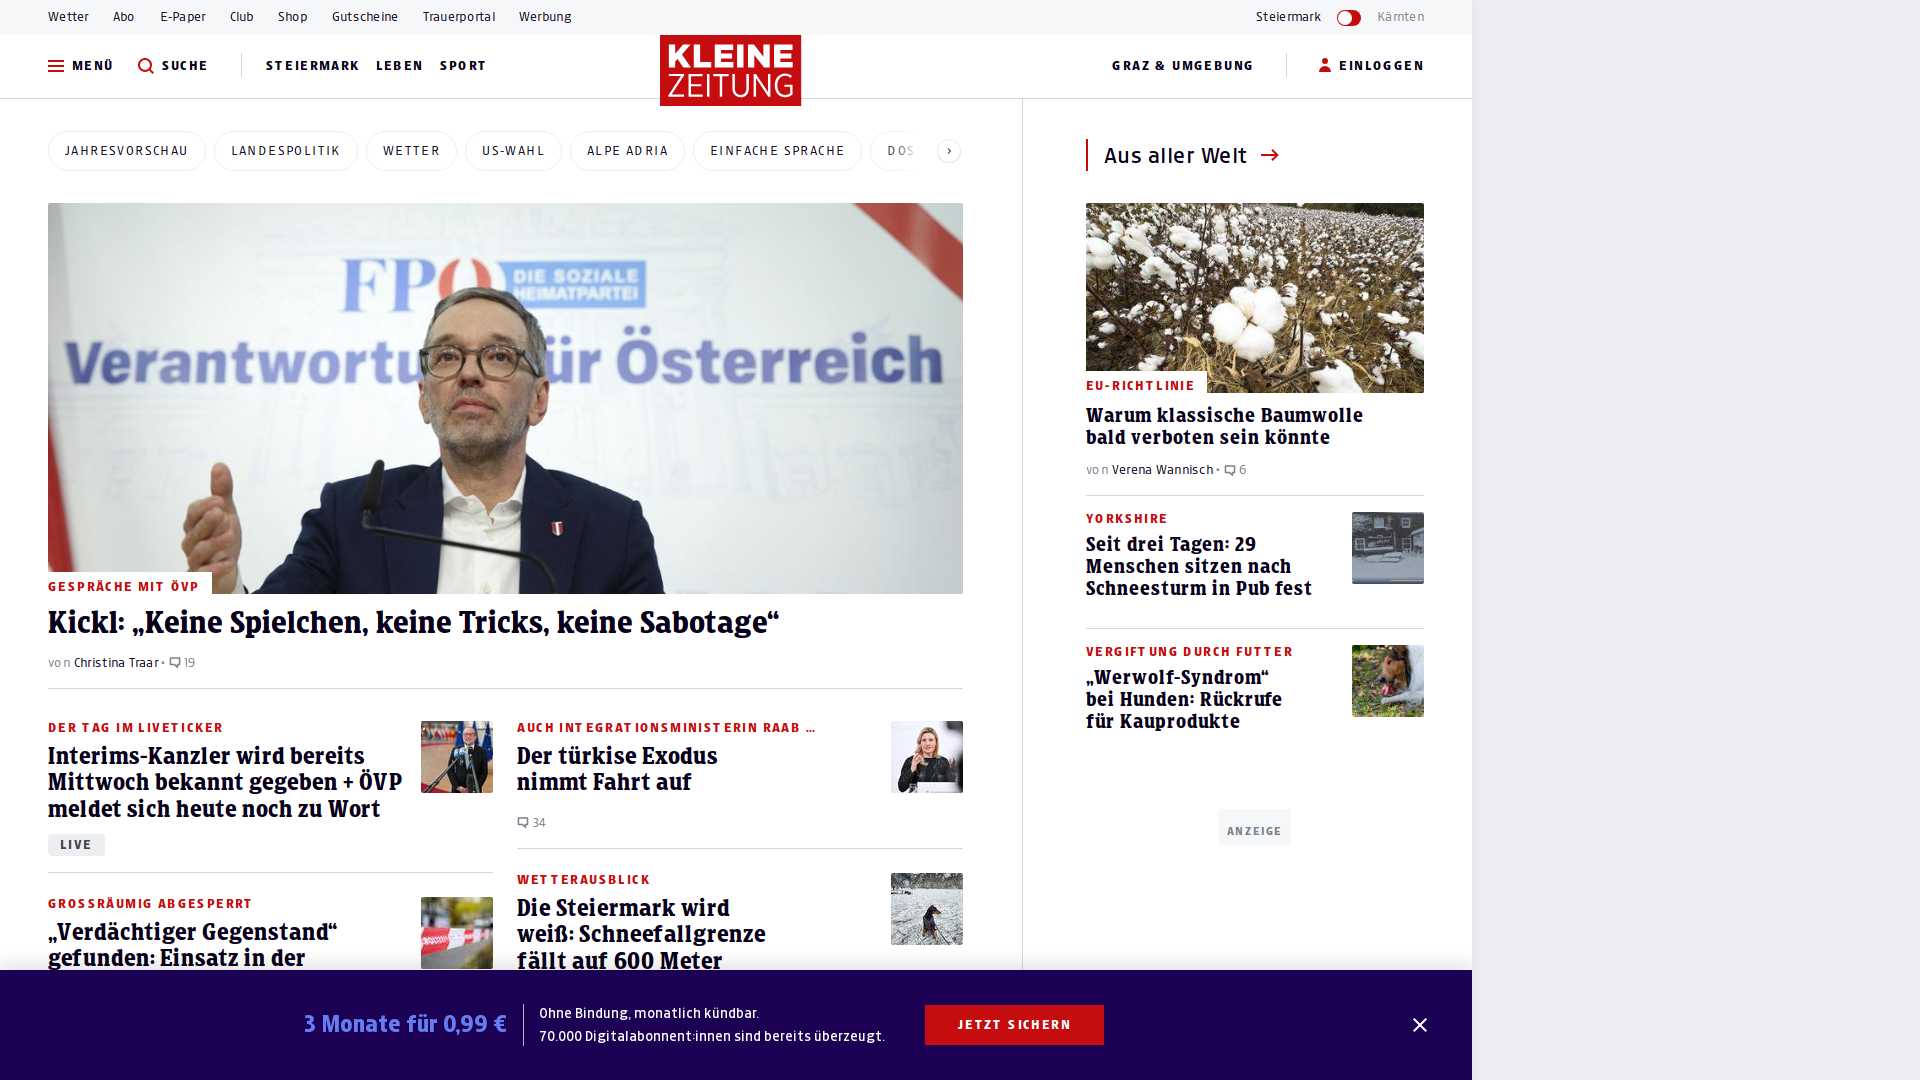 Wetter Abo E-Paper Club Shop Gutscheine Trauerportal Werbung Steiermark Kärnten
MENÜ SUCHE STEIERMARK LEBEN SPORT KLEINE ZEITUNG GRAZ & UMGEBUNG EINLOGGEN
JAHRESVORSCHAU LANDESPOLITIK WETTER US-WAHL ALPE ADRIA EINFACHE SPRACHE DOS
FPÖ DIE SOZIALE HEIMATPARTEI
Verantwortu für Österreich
GESPRÄCHE MIT ÖVP
Kickl: „Keine Spielchen, keine Tricks, keine Sabotage“
von Christina Traar • 19
DER TAG IM LIVETICKER
Interims-Kanzler wird bereits
Mittwoch bekannt gegeben + ÖVP
meldet sich heute noch zu Wort
LIVE
GROSSRÄUMIG ABGESPERRT
„Verdächtiger Gegenstand“
gefunden: Einsatz in der
AUCH INTEGRATIONSMINISTERIN RAAB ...
Der türkise Exodus
nimmt Fahrt auf
34
WETTERAUSBLICK
Die Steiermark wird
weiß: Schneefallgrenze
fällt auf 600 Meter
Aus aller Welt
EU-RICHTLINIE
Warum klassische Baumwolle
bald verboten sein könnte
von Verena Wannisch • 6
YORKSHIRE
Seit drei Tagen: 29
Menschen sitzen nach
Schneesturm in Pub fest
VERGIFTUNG DURCH FUTTER
„Werwolf-Syndrom“
bei Hunden: Rückrufe
für Kauprodukte
ANZEIGE
3 Monate für 0,99 €
Ohne Bindung, monatlich kündbar.
70.000 Digitalabonnent:innen sind bereits überzeugt.
JETZT SICHERN